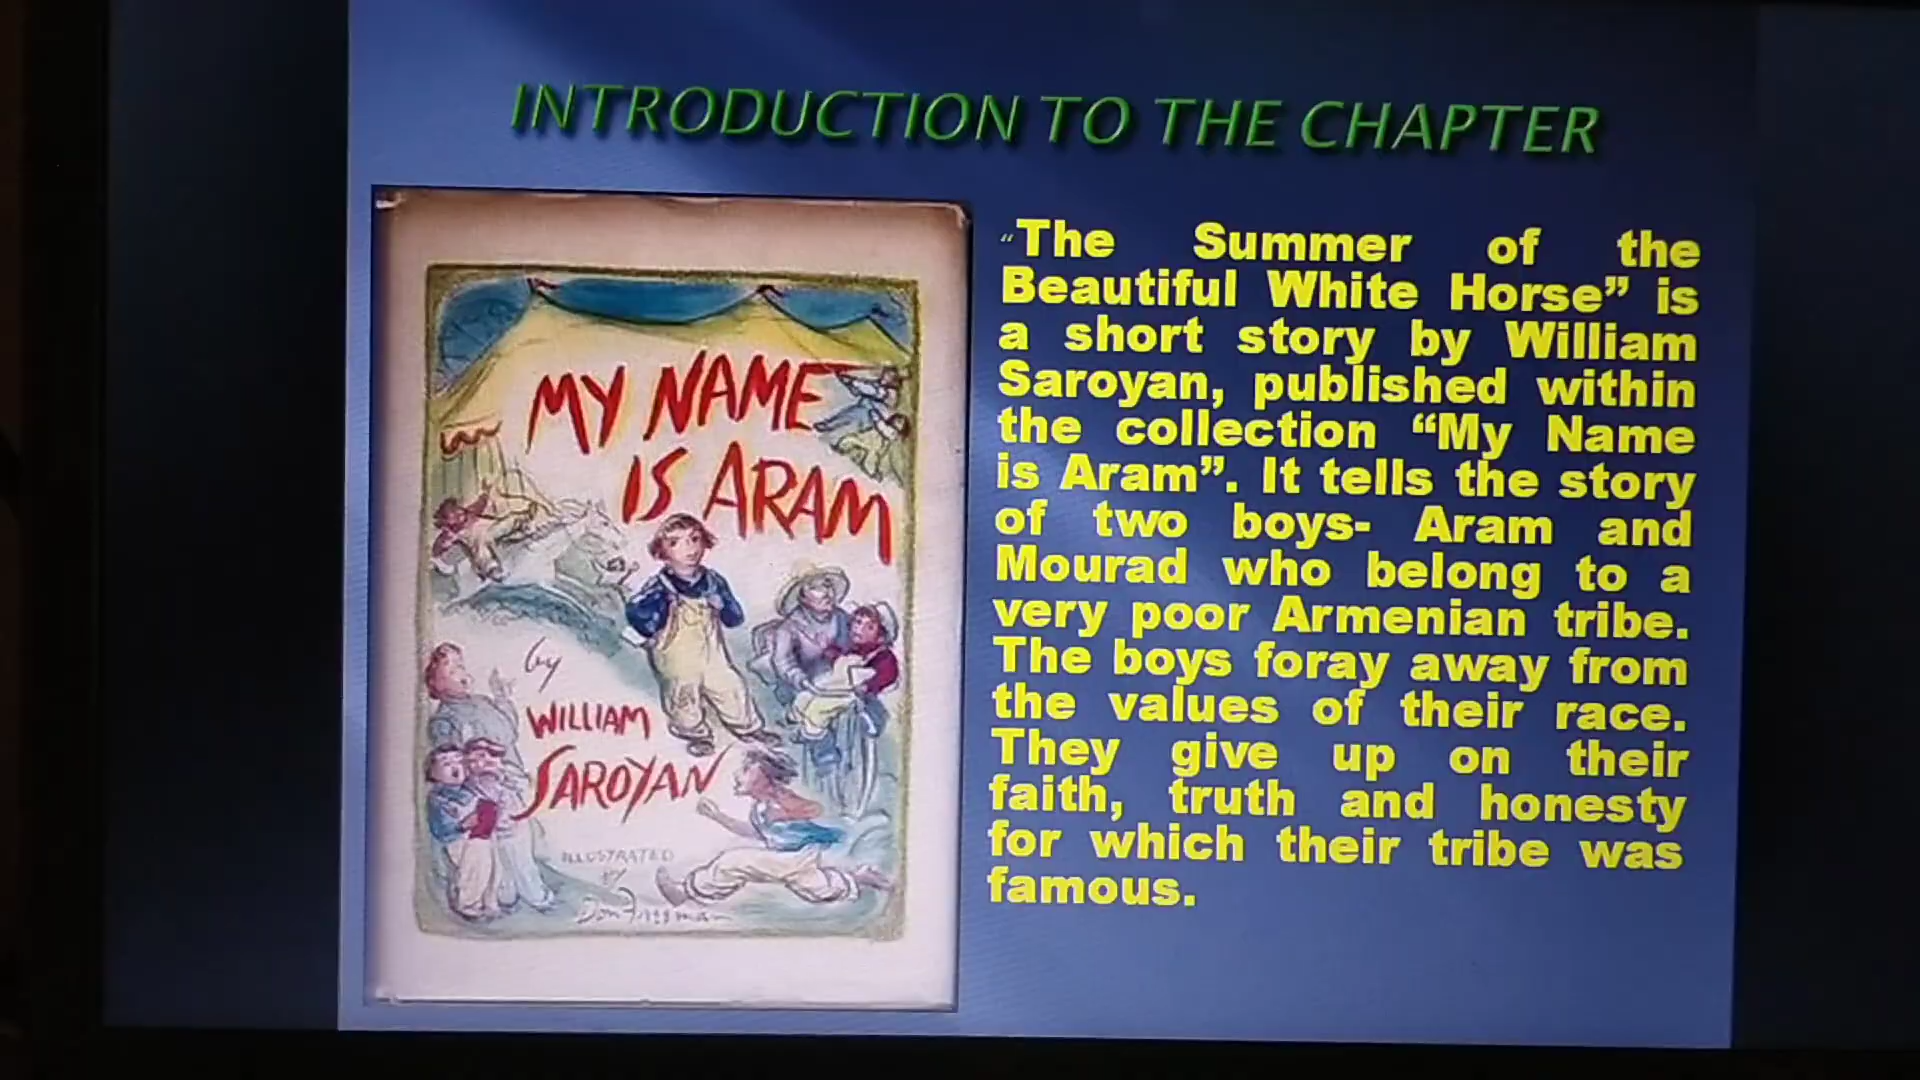 INTRODUCTION TO THE CHAPTER
MY NAME
IS ARAM
by
WILLIAM
SAROYAN
ILLUSTRATED
BY
Don Freeman
“The Summer of the
Beautiful White Horse” is
a short story by William
Saroyan, published within
the collection “My Name
is Aram”. It tells the story
of two boys- Aram and
Mourad who belong to a
very poor Armenian tribe.
The boys foray away from
the values of their race.
They give up on their
faith, truth and honesty
for which their tribe was
famous.